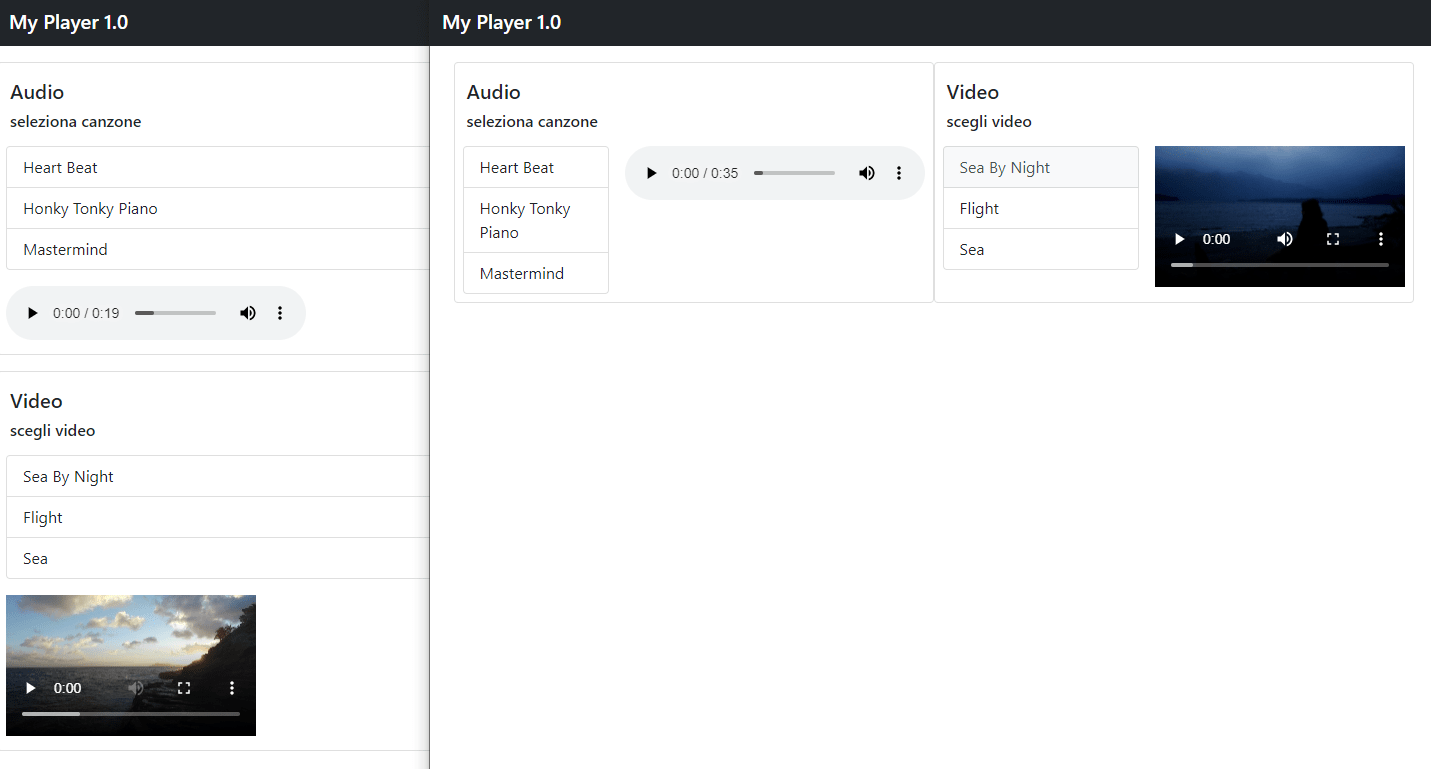 My Player 1.0
Audio
seleziona canzone
Heart Beat
Honky Tonky Piano
Mastermind
0:00 / 0:19
Video
scegli video
Sea By Night
Flight
Sea
0:00
My Player 1.0
Audio
seleziona canzone
Heart Beat
Honky Tonky
Piano
Mastermind
0:00 / 0:35
Video
scegli video
Sea By Night
Flight
Sea
0:00